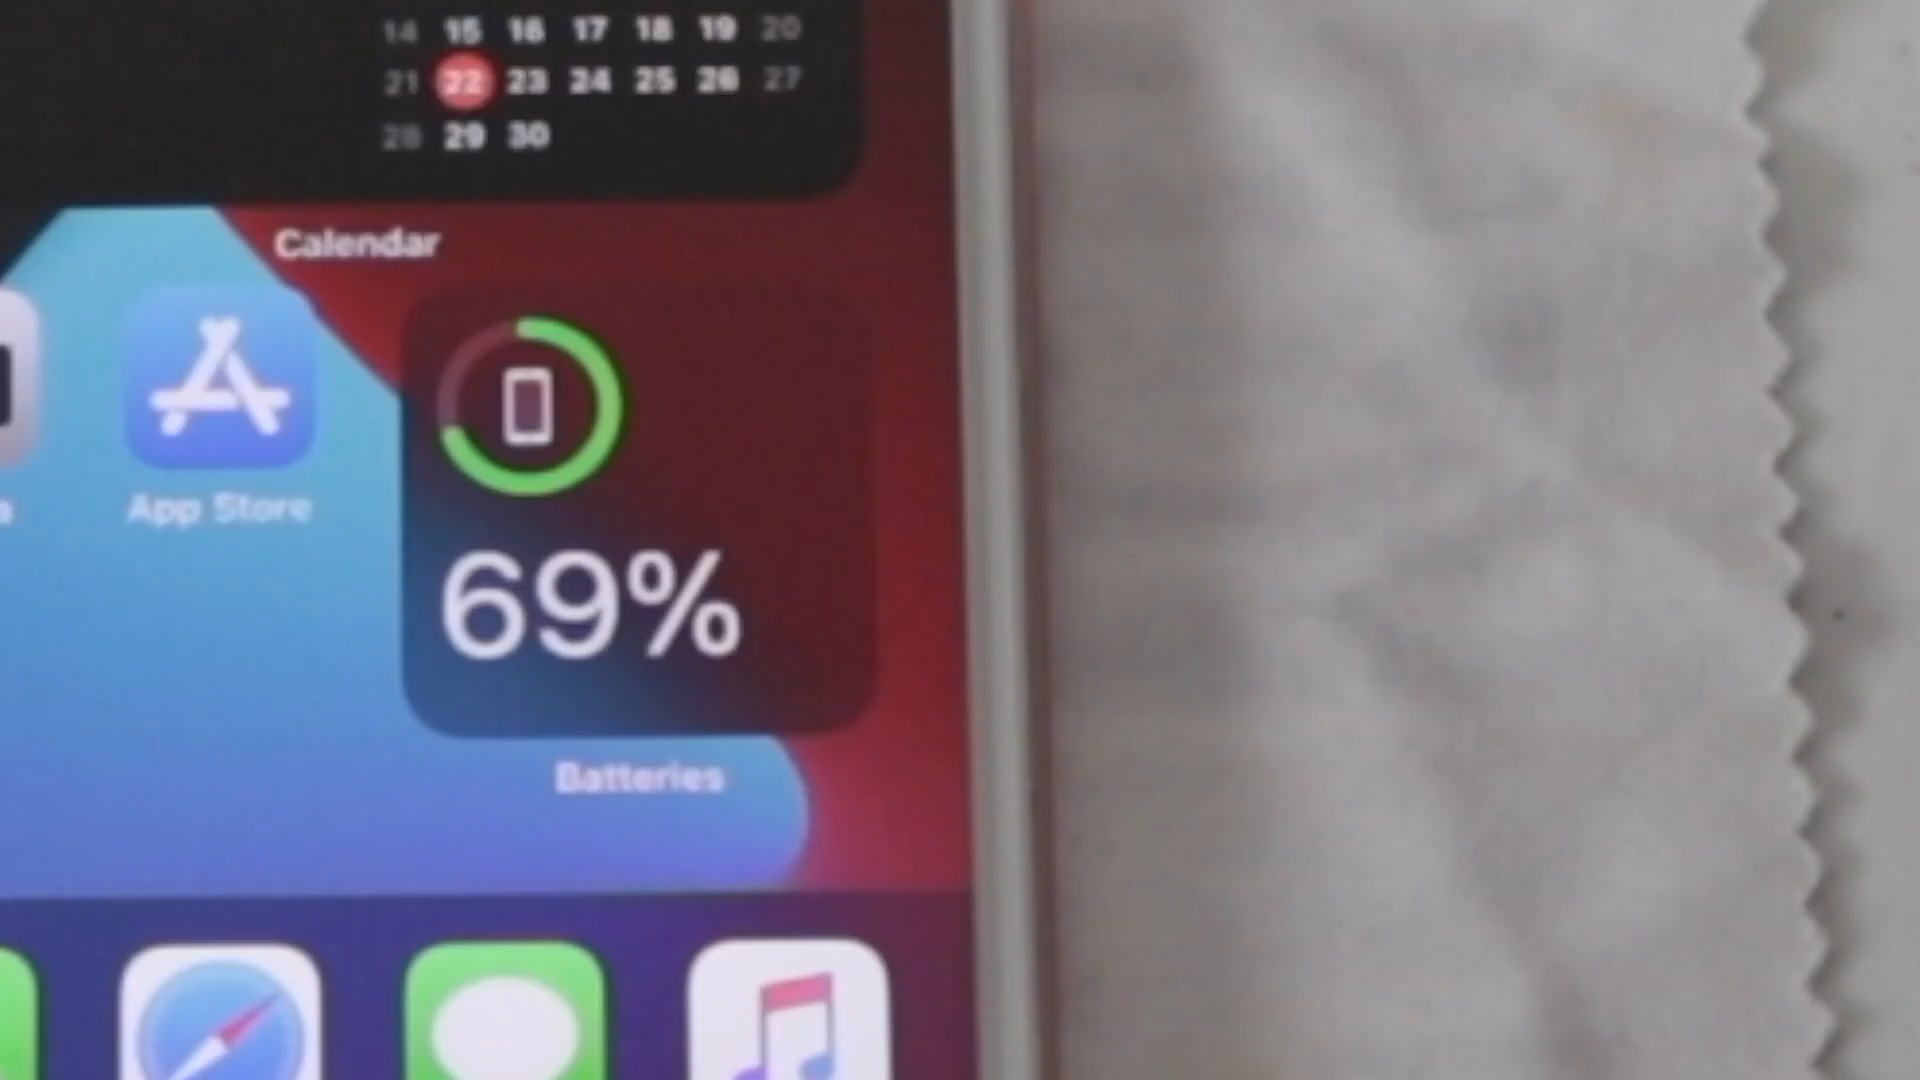 14 15 16 17 18 19 20
21 22 23 24 25 26 27
28 29 30
Calendar
App Store
69%
Batteries